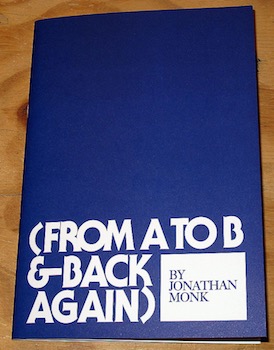 (FROM A TO B
&-BACK
AGAIN)
BY
JONATHAN
MONK